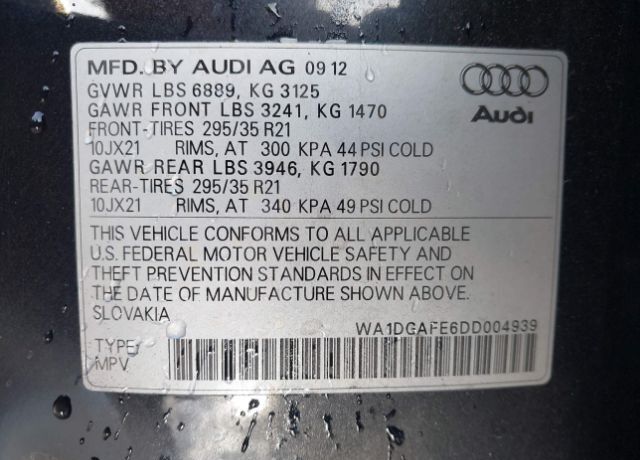 MFD. BY AUDI AG 09 12
GVWR LBS 6889, KG 3125
GAWR FRONT LBS 3241, KG 1470
FRONT-TIRES 295/35 R21
10JX21 RIMS, AT 300 KPA 44 PSI COLD
GAWR REAR LBS 3946, KG 1790
REAR-TIRES 295/35 R21
10JX21 RIMS, AT 340 KPA 49 PSI COLD
Audi
THIS VEHICLE CONFORMS TO ALL APPLICABLE
U.S. FEDERAL MOTOR VEHICLE SAFETY AND
THEFT PREVENTION STANDARDS IN EFFECT ON
THE DATE OF MANUFACTURE SHOWN ABOVE.
SLOVAKIA
WA1DGAFE6DD004939
TYPE:
MPV